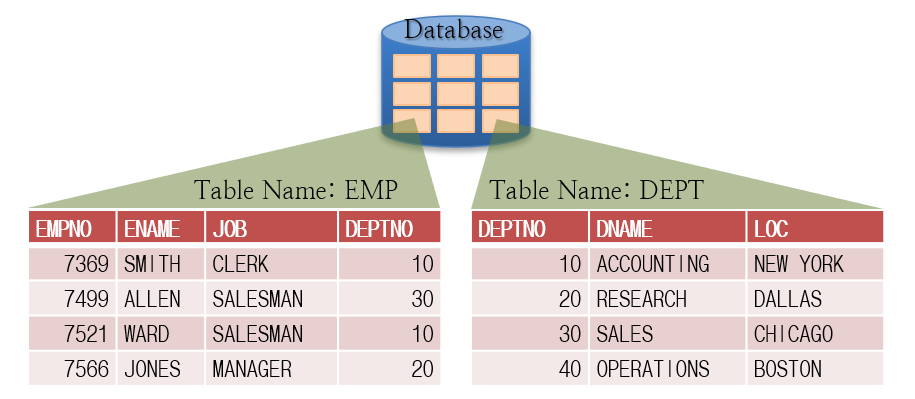 Database
Table Name: EMP
EMPNO ENAME JOB DEPTNO
7369 SMITH CLERK 10
7499 ALLEN SALESMAN 30
7521 WARD SALESMAN 10
7566 JONES MANAGER 20
Table Name: DEPT
DEPTNO DNAME LOC
10 ACCOUNTING NEW YORK
20 RESEARCH DALLAS
30 SALES CHICAGO
40 OPERATIONS BOSTON